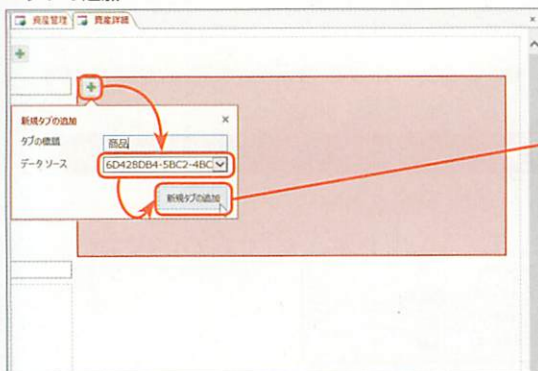 資産管理
資産詳細
新規タブの追加
タブの標題
商品
データ ソース
6D428DB4-5BC2-4BC
新規タブの追加